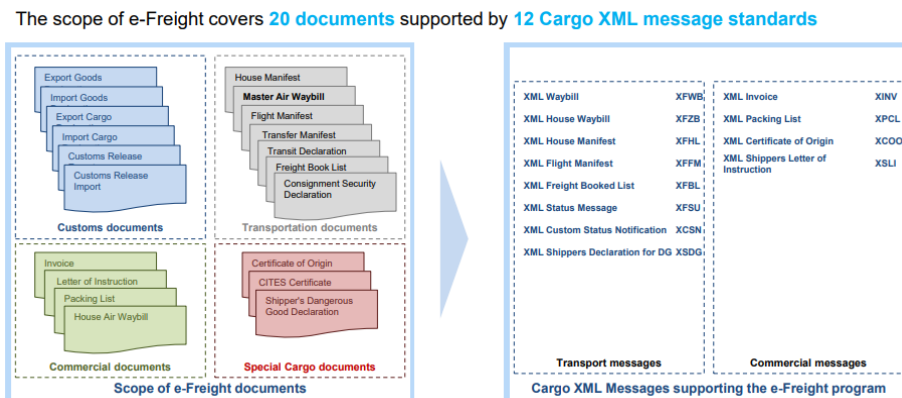 The scope of e-Freight covers 20 documents supported by 12 Cargo XML message standards
Export Goods
Import Goods
Export Cargo
Import Cargo
Customs Release
Customs Release
Import
Customs documents
House Manifest
Master Air Waybill
Flight Manifest
Transfer Manifest
Transit Declaration
Freight Book List
Consignment Security
Declaration
Transportation documents
Invoice
Letter of Instruction
Packing List
House Air Waybill
Commercial documents
Certificate of Origin
CITES Certificate
Shipper's Dangerous
Good Declaration
Special Cargo documents
Scope of e-Freight documents
XML Waybill XFWB
XML House Waybill XFZB
XML House Manifest XFHL
XML Flight Manifest XFFM
XML Freight Booked List XFBL
XML Status Message XFSU
XML Custom Status Notification XCSN
XML Shippers Declaration for DG XSDG
Transport messages
XML Invoice XINV
XML Packing List XPCL
XML Certificate of Origin XCOO
XML Shippers Letter of XSLI
Instruction
Commercial messages
Cargo XML Messages supporting the e-Freight program